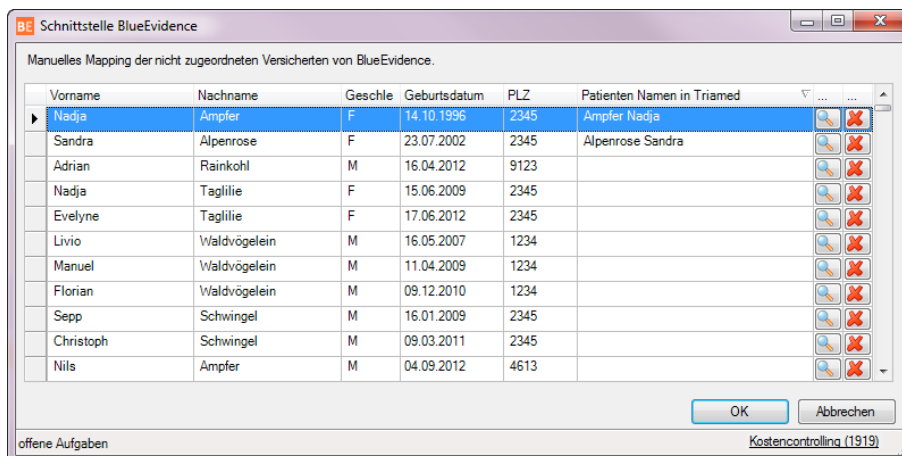 BE Schnittstelle BlueEvidence
Manuelles Mapping der nicht zugeordneten Versicherten von BlueEvidence.
Vorname Nachname Geschle Geburtsdatum PLZ Patienten Namen in Triamed ... ...
Nadja Ampfer F 14.10.1996 2345 Ampfer Nadja
Sandra Alpenrose F 23.07.2002 2345 Alpenrose Sandra
Adrian Rainkohl M 16.04.2012 9123
Nadja Taglilie F 15.06.2009 2345
Evelyne Taglilie F 17.06.2012 2345
Livio Waldvögelein M 16.05.2007 1234
Manuel Waldvögelein M 11.04.2009 1234
Florian Waldvögelein M 09.12.2010 1234
Sepp Schwingel M 16.01.2009 2345
Christoph Schwingel M 09.03.2011 2345
Nils Ampfer M 04.09.2012 4613
OK Abbrechen
offene Aufgaben Kostencontrolling (1919)